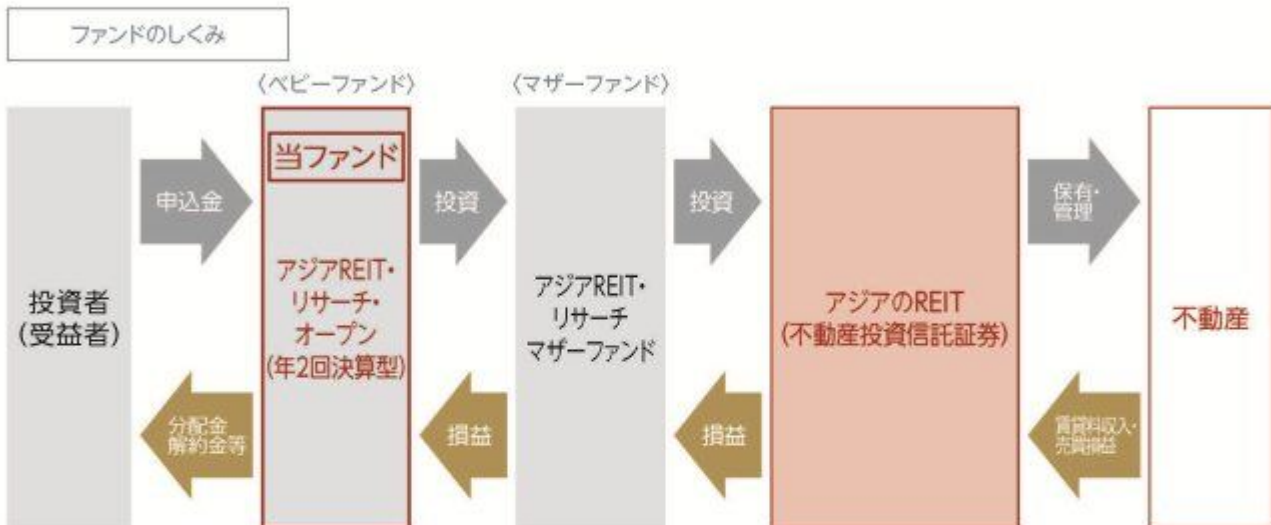 ファンドのしくみ
〈ベビーファンド〉
〈マザーファンド〉
投資者
(受益者)
申込金
分配金
解約金等
当ファンド
アジアREIT・
リサーチ・
オープン
(年2回決算型)
投資
損益
アジアREIT・
リサーチ
マザーファンド
投資
損益
アジアのREIT
(不動産投資信託証券)
保有・
管理
賃貸料収入・
売買損益
不動産